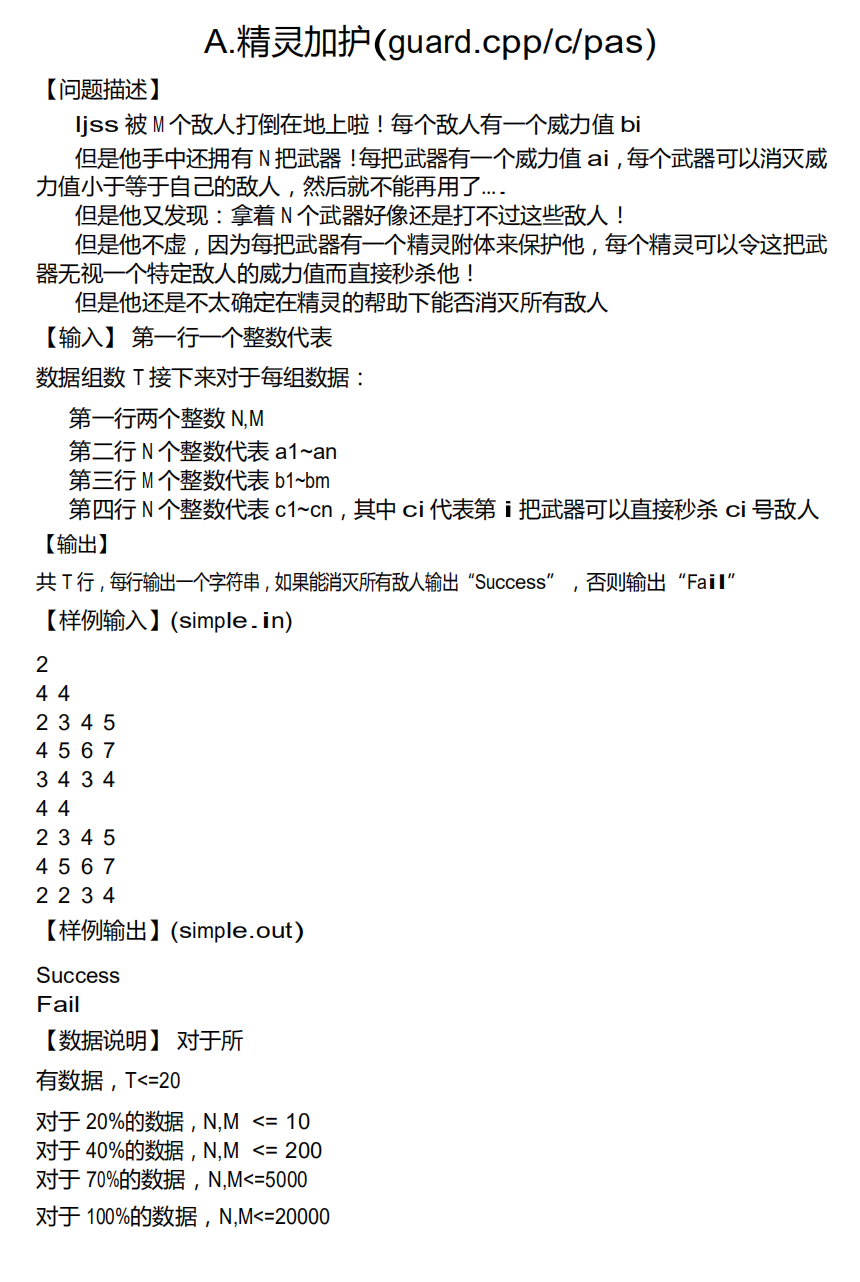 A.精灵加护(guard.cpp/c/pas)
【问题描述】
ljss 被 M 个敌人打倒在地上啦！每个敌人有一个威力值 bi
但是他手中还拥有 N 把武器！每把武器有一个威力值 ai，每个武器可以消灭威
力值小于等于自己的敌人，然后就不能再用了....
但是他又发现：拿着 N 个武器好像还是打不过这些敌人！
但是他不虚，因为每把武器有一个精灵附体来保护他，每个精灵可以令这把武
器无视一个特定敌人的威力值而直接秒杀他！
但是他还是不太确定在精灵的帮助下能否消灭所有敌人
【输入】 第一行一个整数代表
数据组数 T 接下来对于每组数据：
第一行两个整数 N,M
第二行 N 个整数代表 a1~an
第三行 M 个整数代表 b1~bm
第四行 N 个整数代表 c1~cn，其中 ci 代表第 i 把武器可以直接秒杀 ci 号敌人
【输出】
共 T 行，每行输出一个字符串，如果能消灭所有敌人输出“Success”，否则输出“Fail”
【样例输入】(simple.in)
2
4 4
2 3 4 5
4 5 6 7
3 4 3 4
4 4
2 3 4 5
4 5 6 7
2 2 3 4
【样例输出】(simple.out)
Success
Fail
【数据说明】 对于所
有数据，T<=20
对于 20%的数据，N,M <= 10
对于 40%的数据，N,M <= 200
对于 70%的数据，N,M<=5000
对于 100%的数据，N,M<=20000